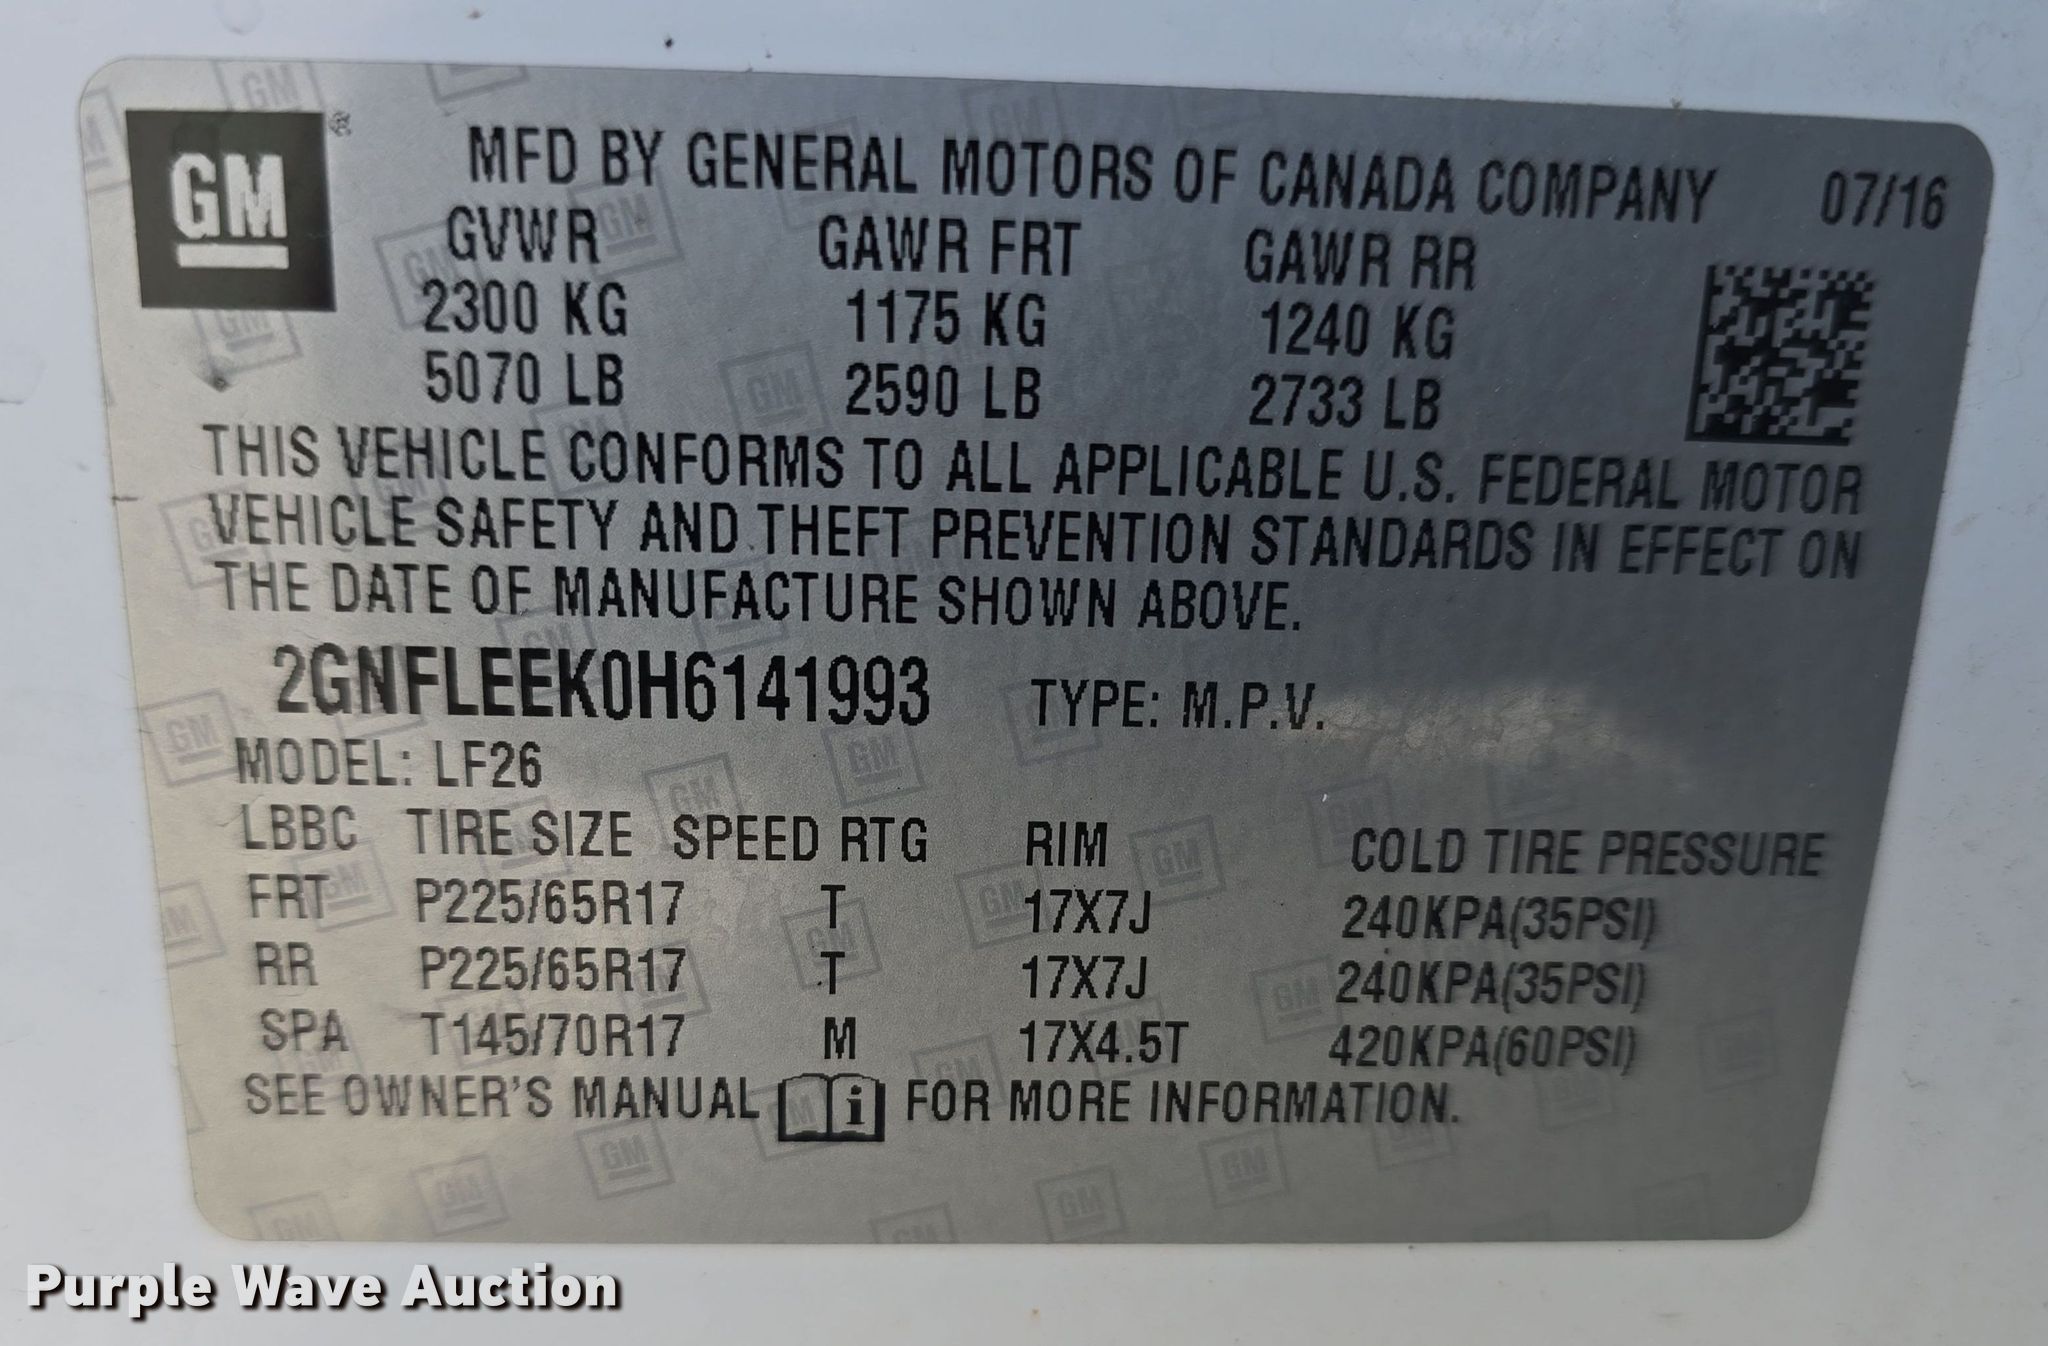 GM
MFD BY GENERAL MOTORS OF CANADA COMPANY 07/16
GVWR GAWR FRT GAWR RR
2300 KG 1175 KG 1240 KG
5070 LB 2590 LB 2733 LB
THIS VEHICLE CONFORMS TO ALL APPLICABLE U.S. FEDERAL MOTOR
VEHICLE SAFETY AND THEFT PREVENTION STANDARDS IN EFFECT ON
THE DATE OF MANUFACTURE SHOWN ABOVE.
2GNFLEEK0H6141993 TYPE: M.P.V.
MODEL: LF26
LBBC TIRE SIZE SPEED RTG RIM COLD TIRE PRESSURE
FRT P225/65R17 T 17X7J 240KPA(35PSI)
RR P225/65R17 T 17X7J 240KPA(35PSI)
SPA T145/70R17 M 17X4.5T 420KPA(60PSI)
SEE OWNER'S MANUAL i FOR MORE INFORMATION.
Purple Wave Auction